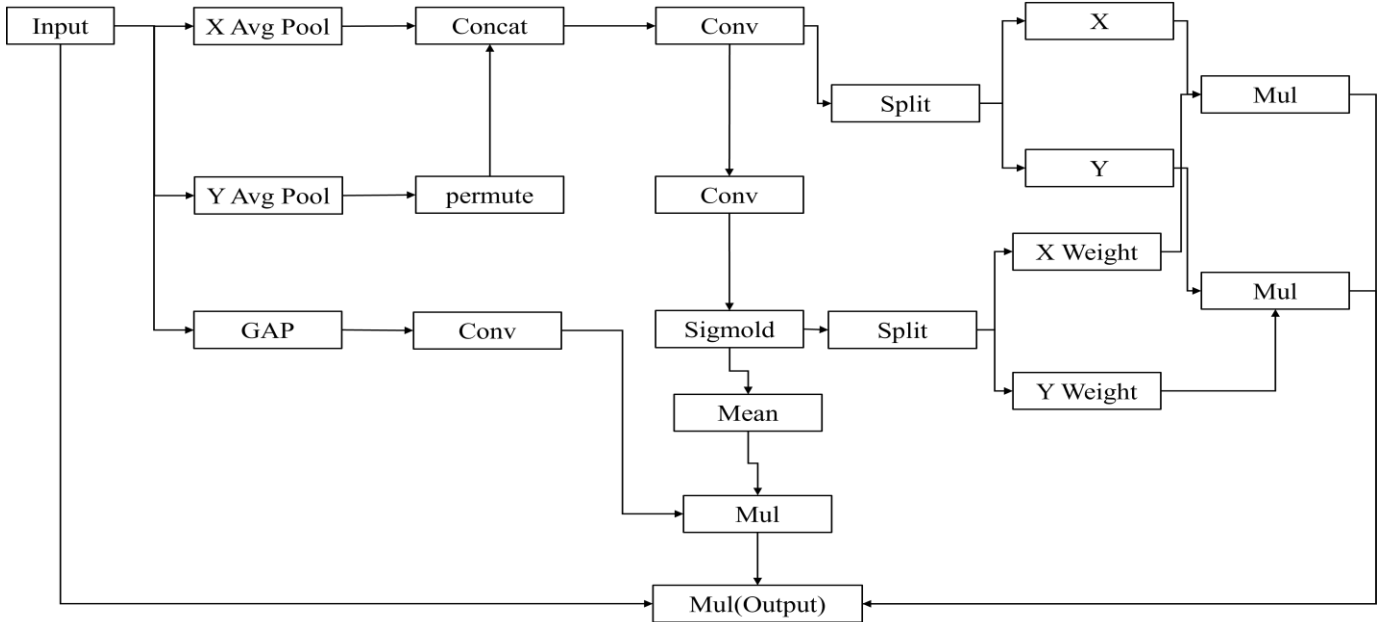 Input
X Avg Pool
Concat
Conv
X
Split
Mul
Y Avg Pool
permute
Conv
Y
X Weight
GAP
Conv
Sigmold
Split
Mul
Mean
Y Weight
Mul
Mul(Output)